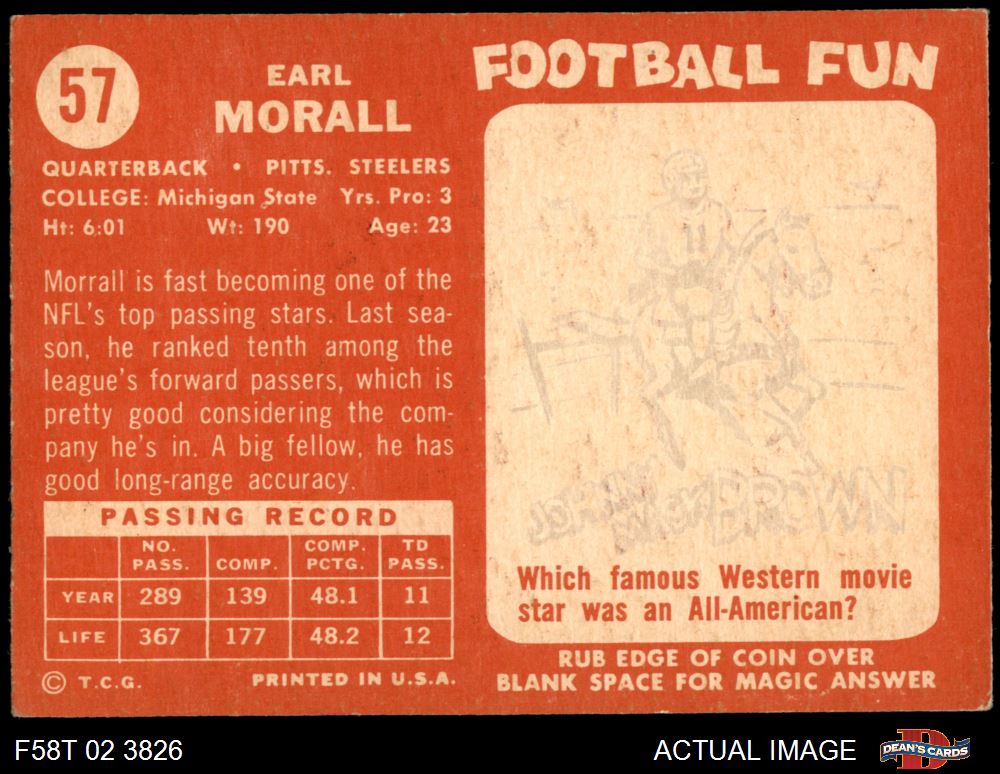 57
EARL
MORALL
QUARTERBACK • PITTS. STEELERS
COLLEGE: Michigan State Yrs. Pro: 3
Ht: 6:01 Wt: 190 Age: 23
Morrall is fast becoming one of the
NFL's top passing stars. Last sea-
son, he ranked tenth among the
league's forward passers, which is
pretty good considering the com-
pany he's in. A big fellow, he has
good long-range accuracy.
PASSING RECORD
NO. PASS. COMP. COMP. PCTG. TD PASS.
YEAR 289 139 48.1 11
LIFE 367 177 48.2 12
© T.C.G. PRINTED IN U.S.A.
FOOTBALL FUN
11
BROWN
Which famous Western movie
star was an All-American?
RUB EDGE OF COIN OVER
BLANK SPACE FOR MAGIC ANSWER
F58T 02 3826
ACTUAL IMAGE
DEAN'S CARDS